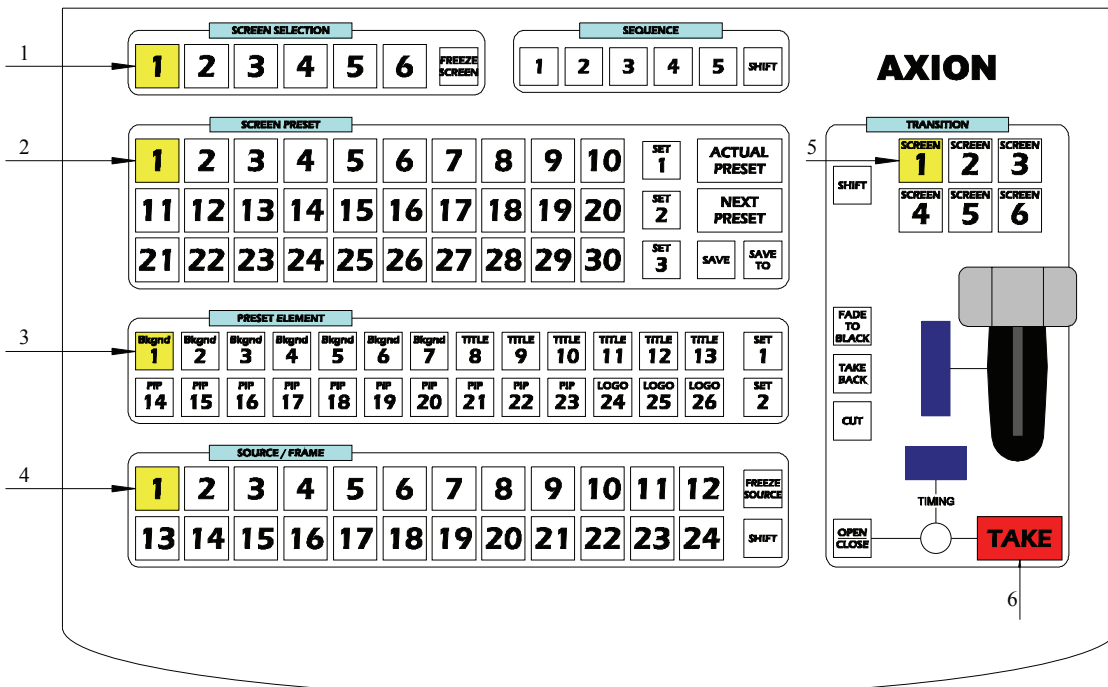 SCREEN SELECTION
SEQUENCE
1
1 2 3 4 5 6 FREEZE SCREEN
1 2 3 4 5 SHIFT
AXION
SCREEN PRESET
2
1 2 3 4 5 6 7 8 9 10
SET 1
ACTUAL PRESET
11 12 13 14 15 16 17 18 19 20
SET 2
NEXT PRESET
21 22 23 24 25 26 27 28 29 30
SET 3
SAVE
SAVE TO
PRESET ELEMENT
3
Bkgnd 1 Bkgnd 2 Bkgnd 3 Bkgnd 4 Bkgnd 5 Bkgnd 6 Bkgnd 7 TITLE 8 TITLE 9 TITLE 10 TITLE 11 TITLE 12 TITLE 13 SET 1
PIP 14 PIP 15 PIP 16 PIP 17 PIP 18 PIP 19 PIP 20 PIP 21 PIP 22 PIP 23 LOGO 24 LOGO 25 LOGO 26 SET 2
SOURCE / FRAME
4
1 2 3 4 5 6 7 8 9 10 11 12 FREEZE SOURCE
13 14 15 16 17 18 19 20 21 22 23 24 SHIFT
TRANSITION
5
SCREEN 1 SCREEN 2 SCREEN 3
SHIFT
SCREEN 4 SCREEN 5 SCREEN 6
FADE TO BLACK
TAKE BACK
CUT
TIMING
OPEN CLOSE
TAKE
6